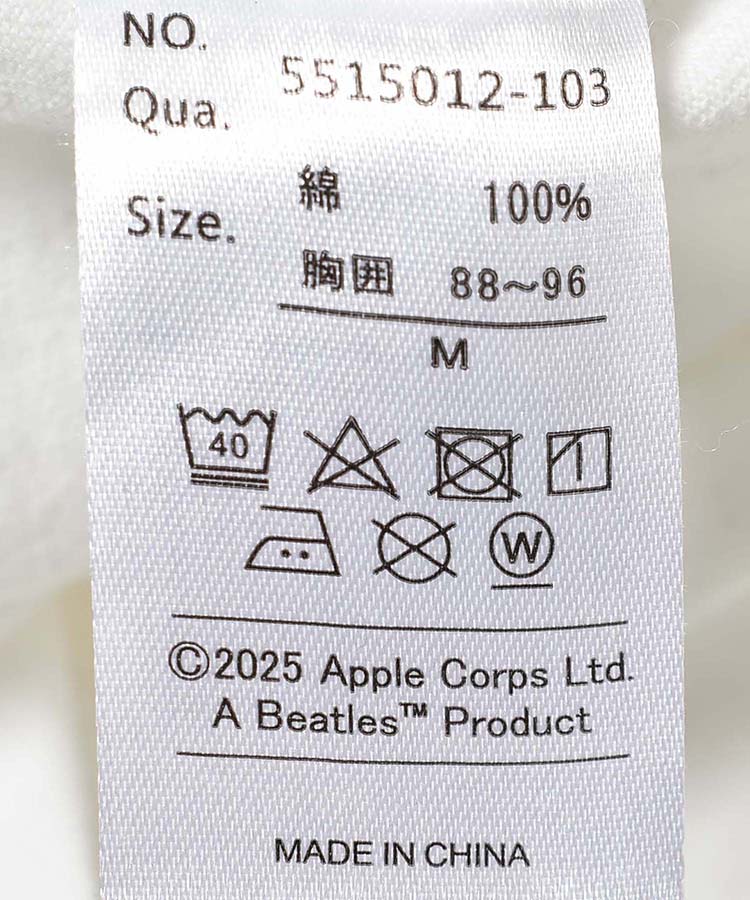 NO. 5515012-103
Qua. 綿 100%
Size. 胸囲 88〜96
M
40
W
©2025 Apple Corps Ltd.
A Beatles™ Product
MADE IN CHINA